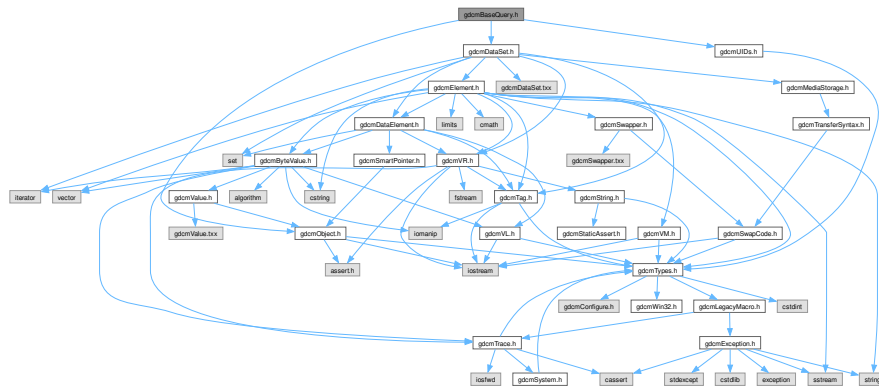 gdcmBaseQuery.h
gdcmDataSet.h
gdcmUIDs.h
gdcmElement.h
gdcmDataSet.txx
gdcmMediaStorage.h
gdcmDataElement.h
limits
cmath
gdcmSwapper.h
gdcmTransferSyntax.h
set
gdcmByteValue.h
gdcmSmartPointer.h
gdcmVR.h
gdcmSwapper.txx
iterator
vector
gdcmValue.h
algorithm
cstring
fstream
gdcmTag.h
gdcmString.h
gdcmValue.txx
gdcmObject.h
iomanip
gdcmVL.h
gdcmStaticAssert.h
gdcmVM.h
gdcmSwapCode.h
assert.h
iostream
gdcmTypes.h
gdcmConfigure.h
gdcmWin32.h
gdcmLegacyMacro.h
cstdint
gdcmTrace.h
gdcmException.h
iosfwd
gdcmSystem.h
cassert
stdexcept
cstdlib
exception
sstream
string